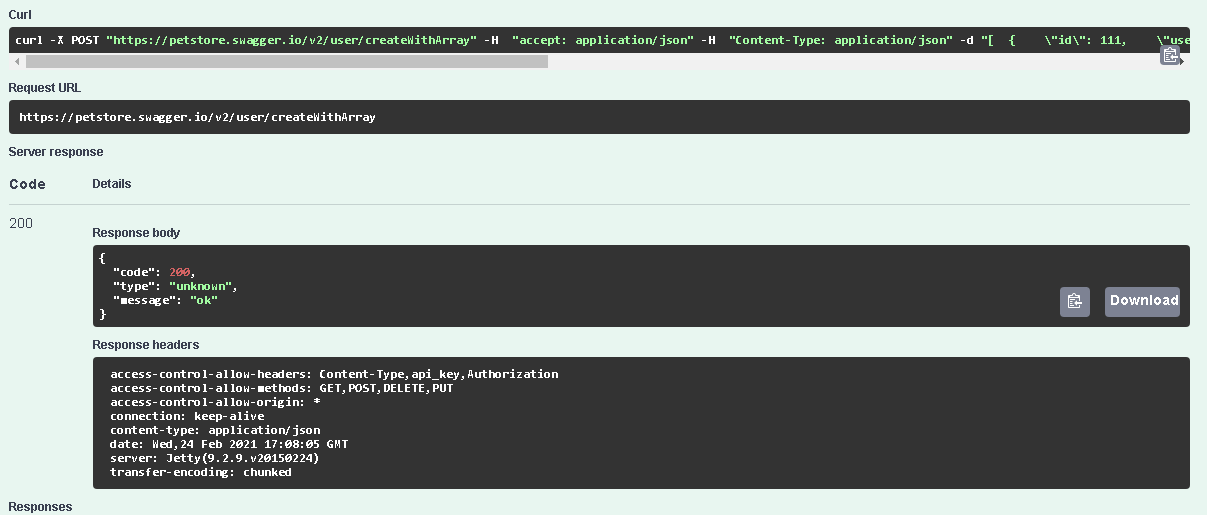 Curl
curl -X POST "https://petstore.swagger.io/v2/user/createWithArray" -H  "accept: application/json" -H  "Content-Type: application/json" -d "[  {    \"id\": 111,    \"use
Request URL
https://petstore.swagger.io/v2/user/createWithArray
Server response
Code Details
200
Response body
{
  "code": 200,
  "type": "unknown",
  "message": "ok"
}
Download
Response headers
access-control-allow-headers: Content-Type,api_key,Authorization
access-control-allow-methods: GET,POST,DELETE,PUT
access-control-allow-origin: *
connection: keep-alive
content-type: application/json
date: Wed,24 Feb 2021 17:08:05 GMT
server: Jetty(9.2.9.v20150224)
transfer-encoding: chunked
Responses